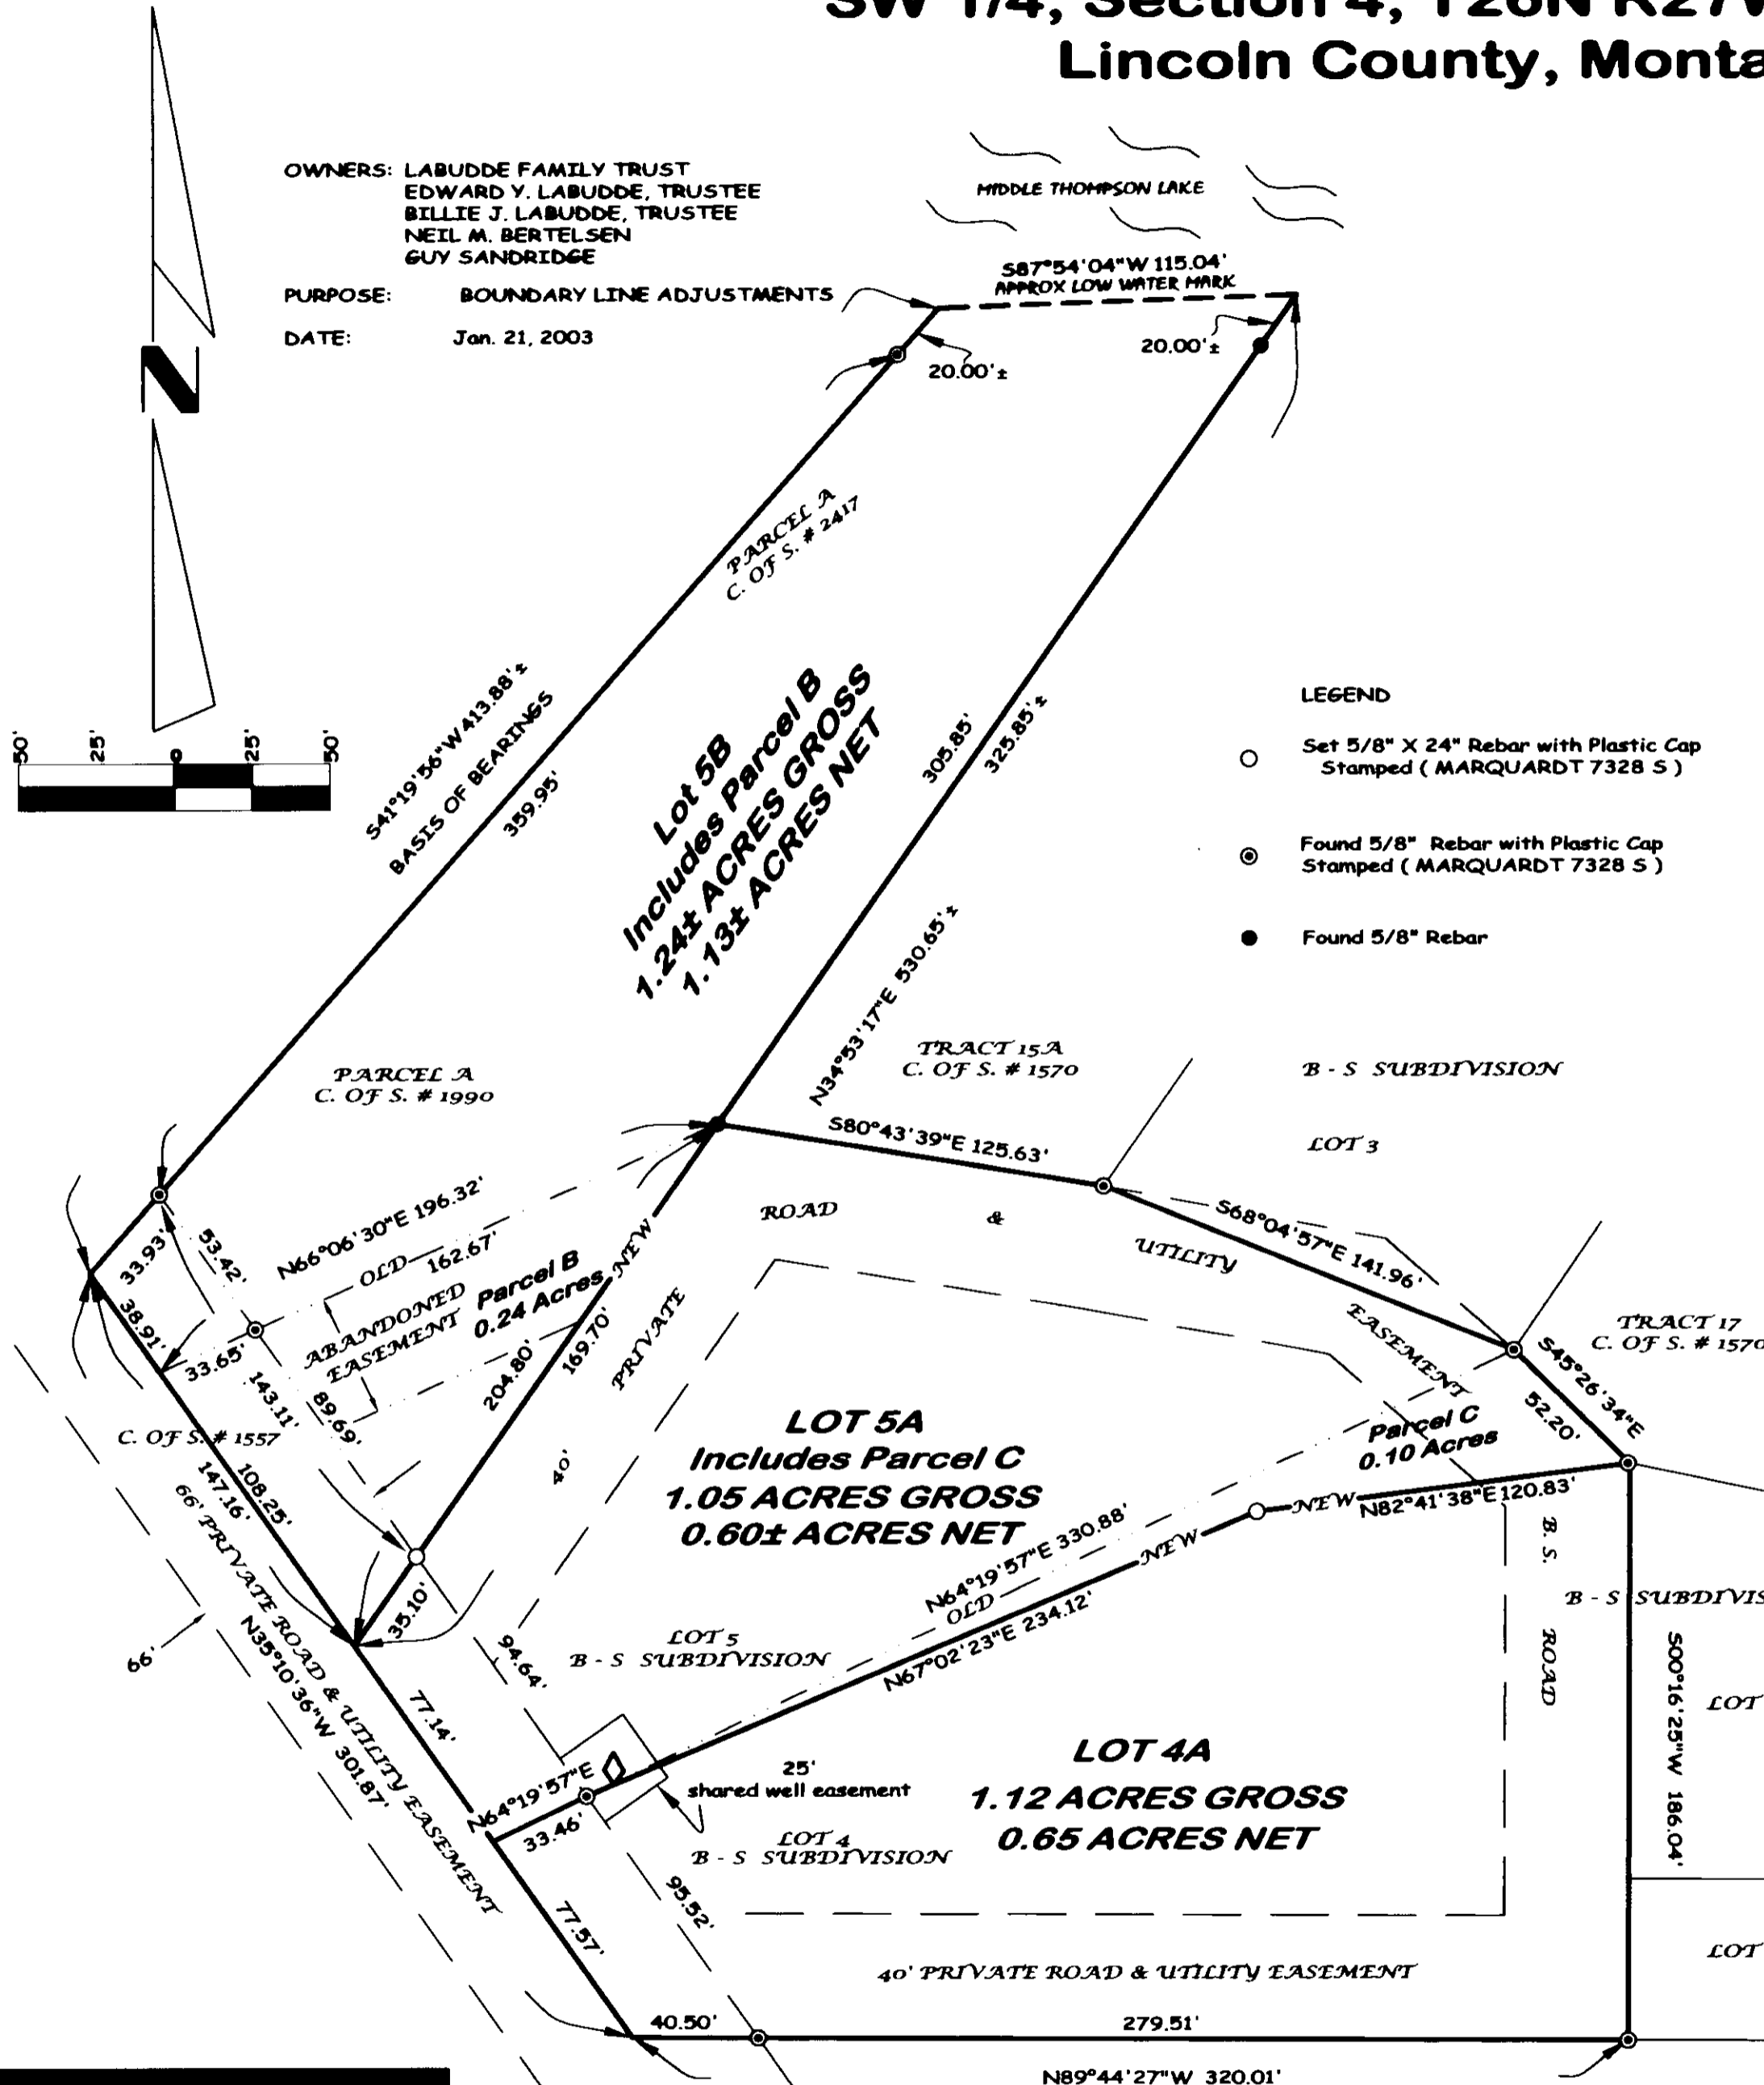 SW 1/4, Section 4, T26N R27W
Lincoln County, Monta
OWNERS: LABUDDE FAMILY TRUST
EDWARD Y. LABUDDE, TRUSTEE
BILLIE J. LABUDDE, TRUSTEE
NEIL M. BERTELSEN
GUY SANDRIDGE
PURPOSE: BOUNDARY LINE ADJUSTMENTS
DATE: Jan. 21, 2003
N
MIDDLE THOMPSON LAKE
S87°54'04"W 115.04'
APPROX LOW WATER MARK
20.00'±
20.00'±
PARCEL A
C. OF S. # 2417
50' 25' 0 25' 50'
S41°19'56"W 413.88'±
BASIS OF BEARINGS
359.95'
Lot 5B
Includes Parcel B
1.24± ACRES GROSS
1.13± ACRES NET
305.85'
325.85'±
N34°53'17"E 530.65'±
LEGEND
Set 5/8" X 24" Rebar with Plastic Cap
Stamped ( MARQUARDT 7328 S )
Found 5/8" Rebar with Plastic Cap
Stamped ( MARQUARDT 7328 S )
Found 5/8" Rebar
PARCEL A
C. OF S. # 1990
TRACT 15A
C. OF S. # 1570
B - S SUBDIVISION
LOT 3
S80°43'39"E 125.63'
ROAD & UTILITY
EASEMENT
S68°04'57"E 141.96'
TRACT 17
C. OF S. # 1570
S45°26'34"E
52.20'
33.93'
53.42'
N66°06'30"E 196.32'
OLD
162.67'
ABANDONED
EASEMENT
Parcel B
0.24 Acres
NEW
38.91'
33.65'
143.11'
89.69'
204.80'
169.70'
PRIVATE
40'
C. OF S. # 1557
108.25'
147.16'
66' PRIVATE ROAD & UTILITY EASEMENT
N35°10'36"W 301.87'
66'
35.10'
LOT 5A
Includes Parcel C
1.05 ACRES GROSS
0.60± ACRES NET
Parcel C
0.10 Acres
NEW
N82°41'38"E 120.83'
N64°19'57"E 330.88'
OLD
NEW
N67°02'23"E 234.12'
B. S.
ROAD
B - S SUBDIVIS
S00°16'25"W 186.04'
LOT
LOT
LOT 5
B - S SUBDIVISION
94.64'
77.14'
N64°19'57"E
33.46'
25'
shared well easement
LOT 4
B - S SUBDIVISION
LOT 4A
1.12 ACRES GROSS
0.65 ACRES NET
95.52'
77.57'
40' PRIVATE ROAD & UTILITY EASEMENT
40.50'
279.51'
N89°44'27"W 320.01'